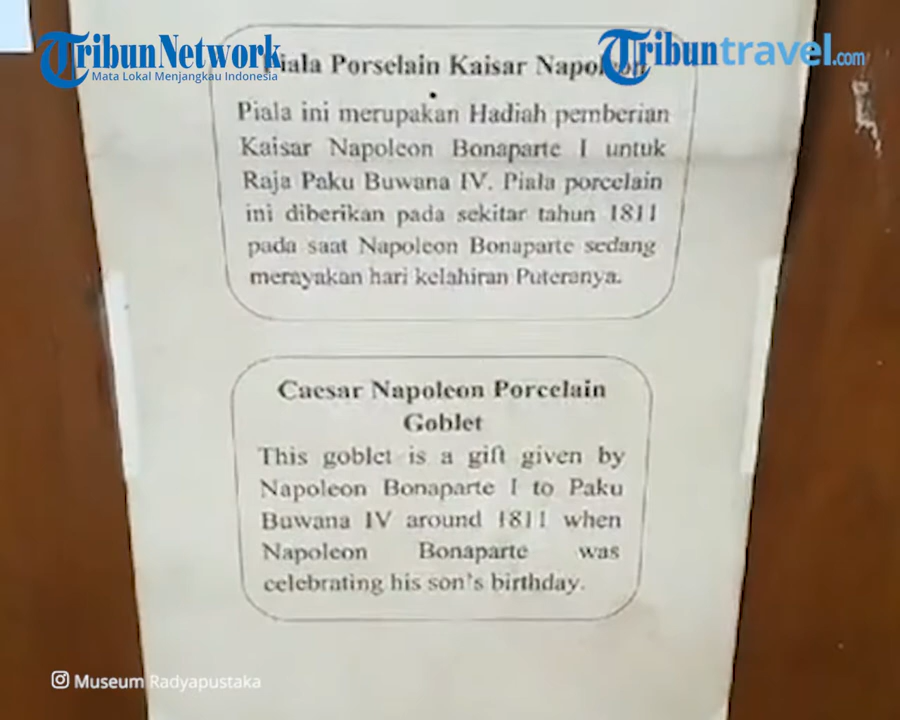 TribunNetwork
Mata Lokal Menjangkau Indonesia
Tribuntravel.com
Piala Porselain Kaisar Napoleon
Piala ini merupakan Hadiah pemberian
Kaisar Napoleon Bonaparte I untuk
Raja Paku Buwana IV. Piala porcelain
ini diberikan pada sekitar tahun 1811
pada saat Napoleon Bonaparte sedang
merayakan hari kelahiran Puteranya.
Caesar Napoleon Porcelain
Goblet
This goblet is a gift given by
Napoleon Bonaparte I to Paku
Buwana IV around 1811 when
Napoleon Bonaparte was
celebrating his son's birthday.
Museum Radyapustaka